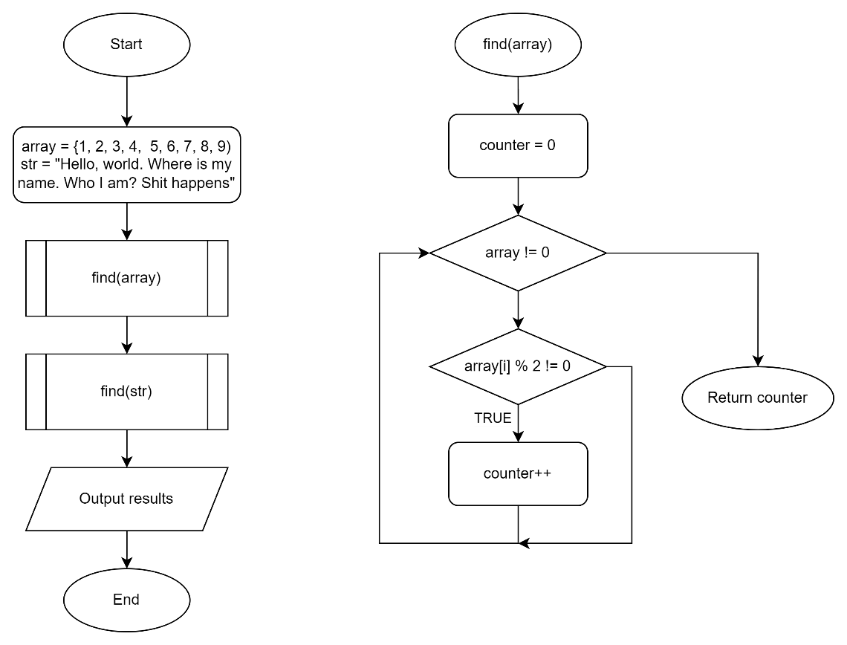 Start
array = {1, 2, 3, 4,  5, 6, 7, 8, 9)
str = "Hello, world. Where is my
name. Who I am? Shit happens"
find(array)
find(str)
Output results
End
find(array)
counter = 0
array != 0
array[i] % 2 != 0
TRUE
counter++
Return counter